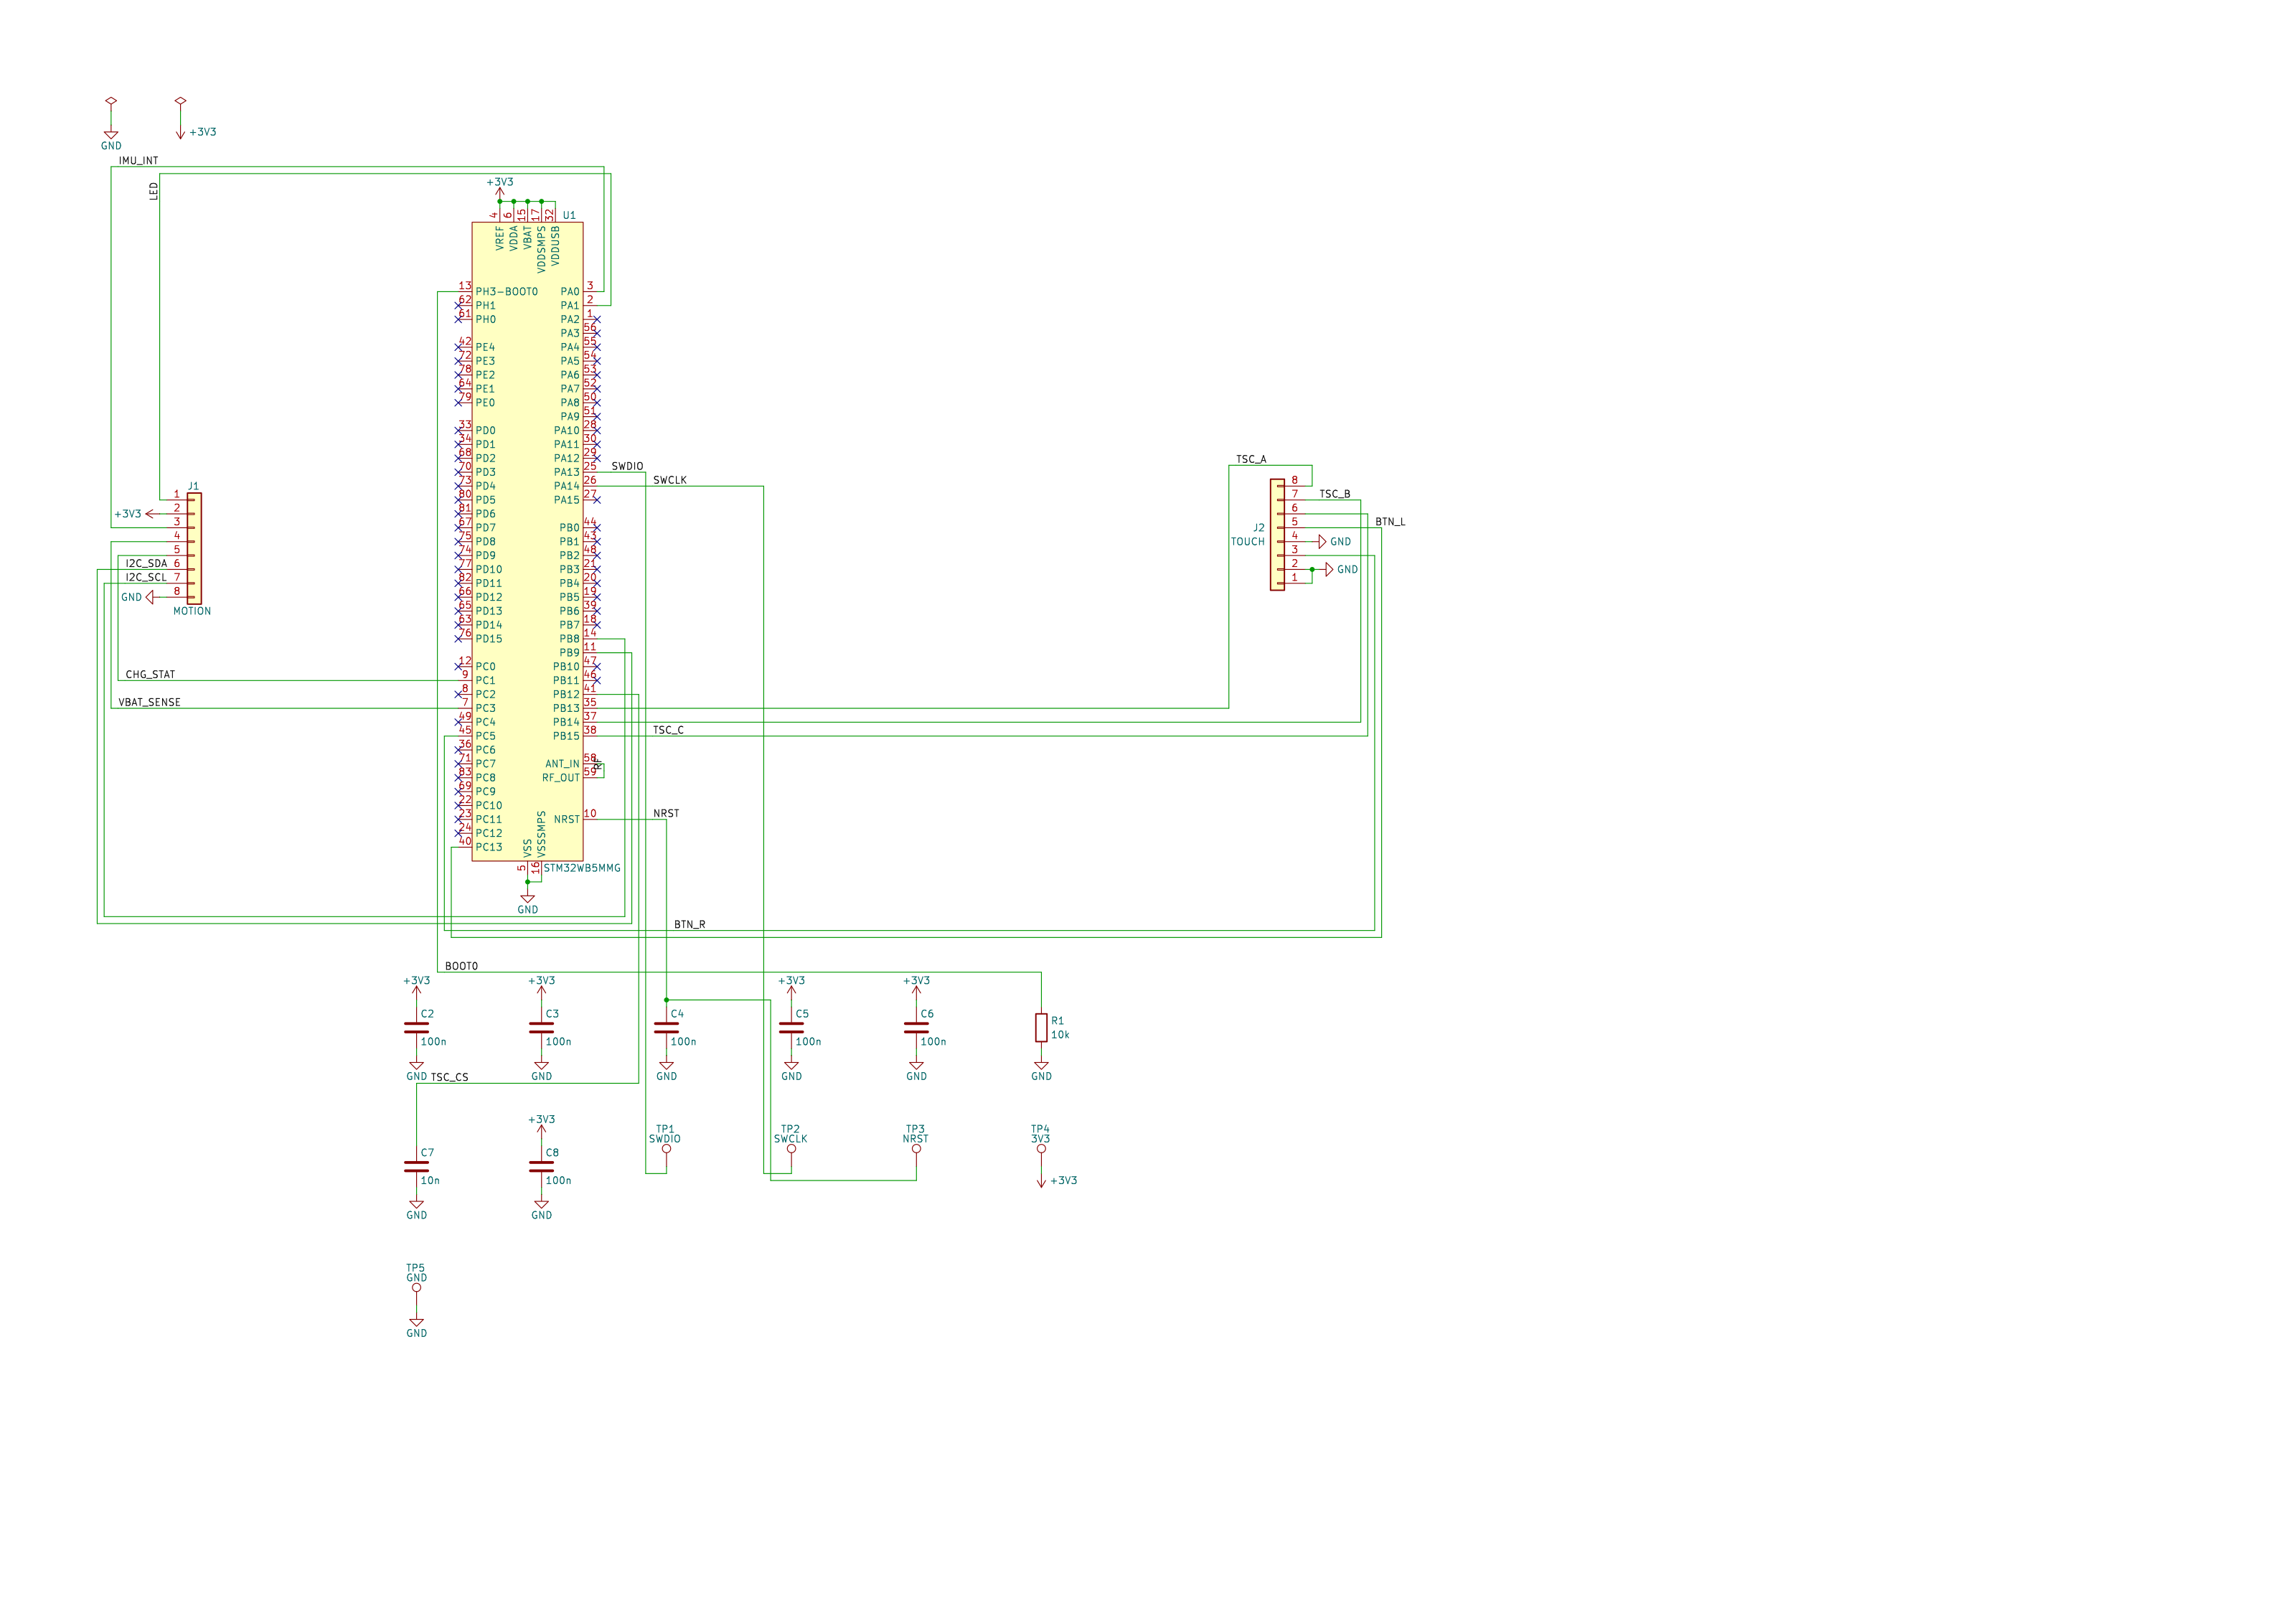 GND
+3V3
IMU_INT
LED
+3V3
4 6 15 17 32
U1
VREF VDDA VBAT VDDSMPS VDDUSB
13 PH3-BOOT0 PA0 3
62 PH1 PA1 2
61 PH0 PA2 1
PA3 56
42 PE4 PA4 55
72 PE3 PA5 54
78 PE2 PA6 53
64 PE1 PA7 52
79 PE0 PA8 50
PA9 51
33 PD0 PA10 28
34 PD1 PA11 30
68 PD2 PA12 29
70 PD3 PA13 25 SWDIO
73 PD4 PA14 26 SWCLK
80 PD5 PA15 27
81 PD6
67 PD7 PB0 44
75 PD8 PB1 43
74 PD9 PB2 48
77 PD10 PB3 21
82 PD11 PB4 20
66 PD12 PB5 19
65 PD13 PB6 39
63 PD14 PB7 18
76 PD15 PB8 14
PB9 11
12 PC0 PB10 47
9 PC1 PB11 46
8 PC2 PB12 41
7 PC3 PB13 35
49 PC4 PB14 37
45 PC5 PB15 38 TSC_C
36 PC6
71 PC7 ANT_IN 58 RF
83 PC8 RF_OUT 59
69 PC9
22 PC10
23 PC11 NRST 10 NRST
24 PC12
40 PC13
VSS VSSMPS
5 16
STM32WB5MMG
GND
J1
1
+3V3 2
3
4
5
I2C_SDA 6
I2C_SCL 7
GND 8
MOTION
CHG_STAT
VBAT_SENSE
TSC_A
8
7 TSC_B
6
J2 5 BTN_L
TOUCH 4 GND
3
2 GND
1
BTN_R
BOOT0
+3V3 +3V3 +3V3 +3V3
C2 C3 C4 C5 C6 R1
100n 100n 100n 100n 100n 10k
GND GND GND GND GND GND
TSC_CS
+3V3
TP1 TP2 TP3 TP4
SWDIO SWCLK NRST 3V3
C7 C8
10n 100n +3V3
GND GND
TP5
GND
GND